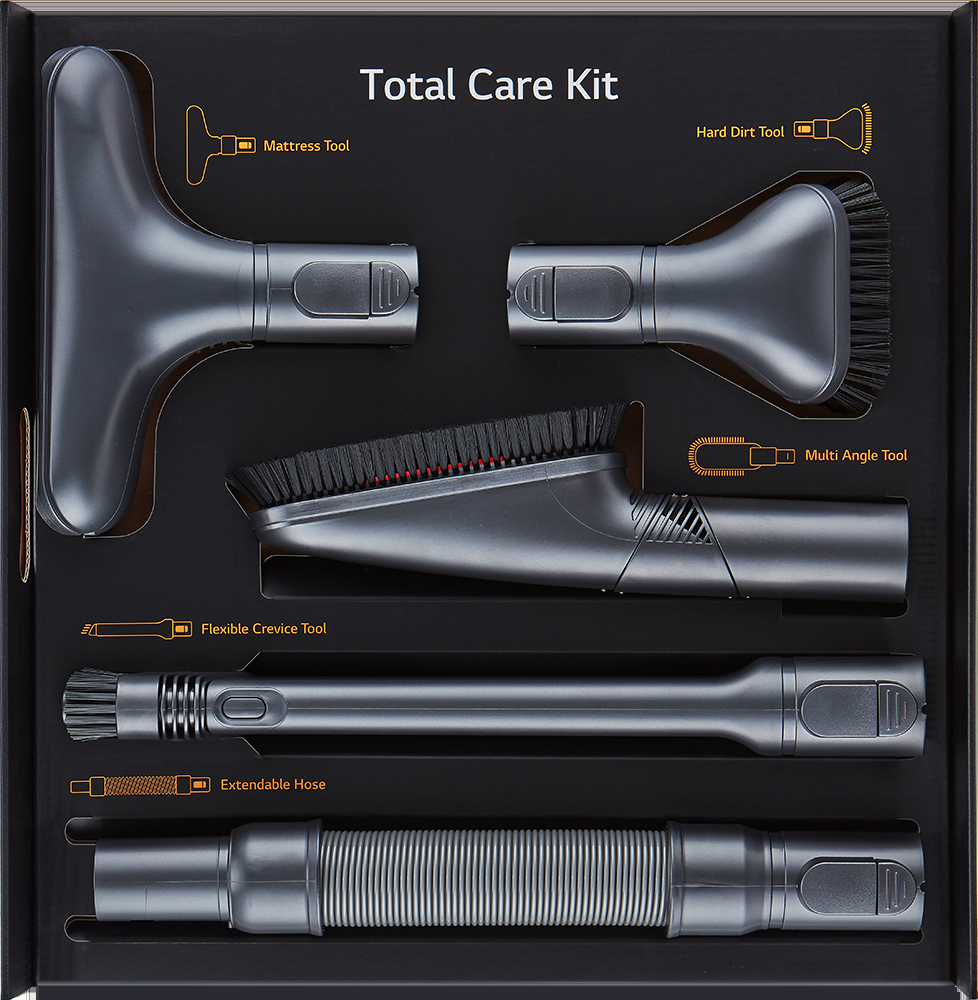 Total Care Kit
Mattress Tool
Hard Dirt Tool
Multi Angle Tool
Flexible Crevice Tool
Extendable Hose